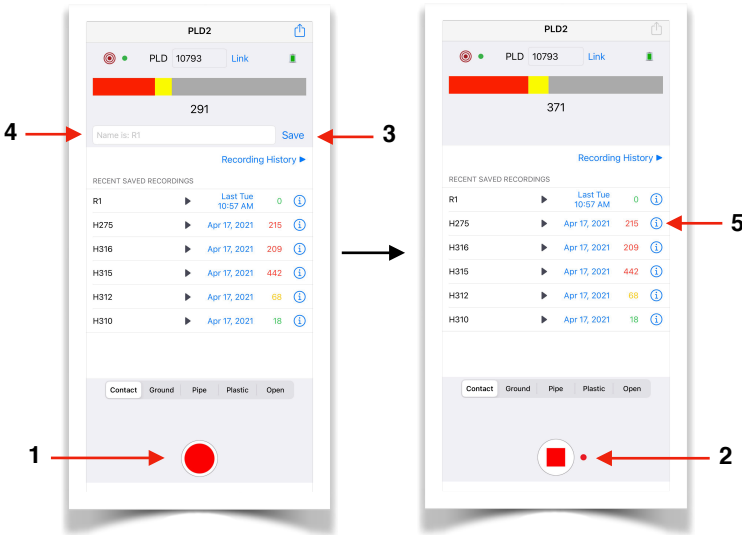 PLD2
PLD 10793 Link
291
4
Name is: R1 Save
3
Recording History ►
RECENT SAVED RECORDINGS
R1 ▶ Last Tue 10:57 AM 0 i
H275 ▶ Apr 17, 2021 215 i
H316 ▶ Apr 17, 2021 209 i
H315 ▶ Apr 17, 2021 442 i
H312 ▶ Apr 17, 2021 68 i
H310 ▶ Apr 17, 2021 18 i
Contact Ground Pipe Plastic Open
1
PLD2
PLD 10793 Link
371
Recording History ►
RECENT SAVED RECORDINGS
R1 ▶ Last Tue 10:57 AM 0 i
H275 ▶ Apr 17, 2021 215 i
5
H316 ▶ Apr 17, 2021 209 i
H315 ▶ Apr 17, 2021 442 i
H312 ▶ Apr 17, 2021 68 i
H310 ▶ Apr 17, 2021 18 i
Contact Ground Pipe Plastic Open
2